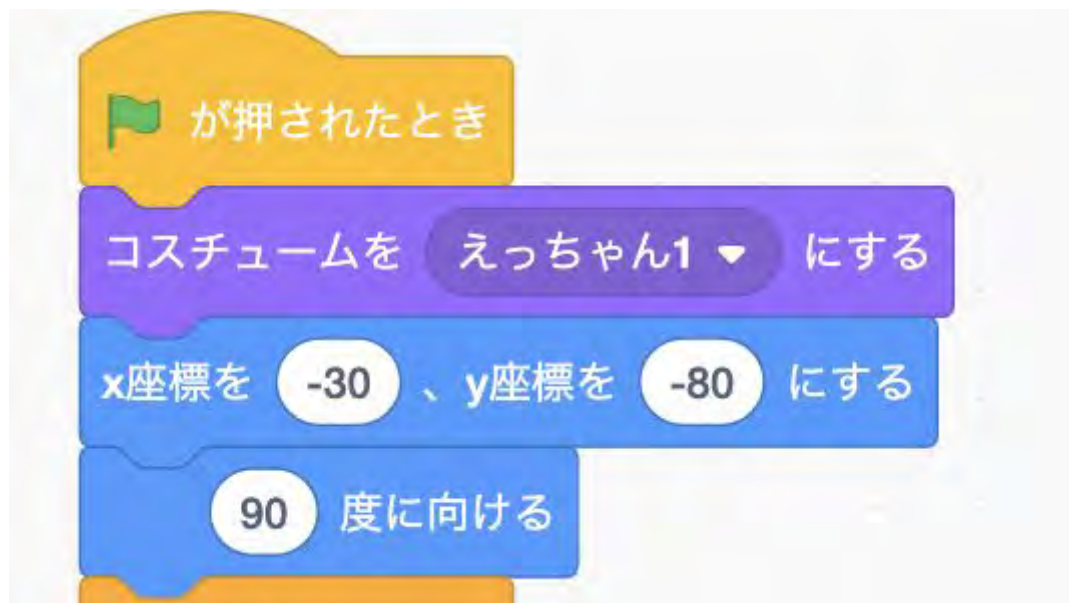 が押されたとき
コスチュームを えっちゃん1 にする
x座標を -30 、y座標を -80 にする
90 度に向ける